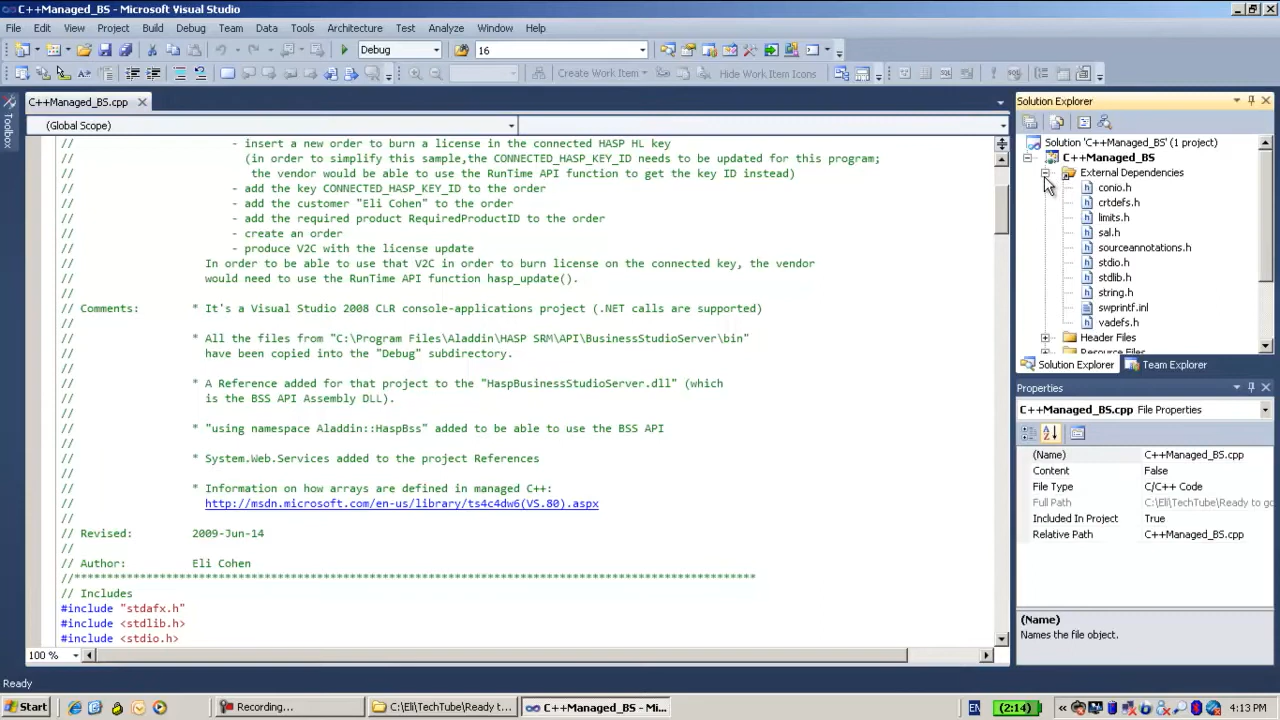 C++Managed_BS - Microsoft Visual Studio
File Edit View Project Build Debug Team Data Tools Architecture Test Analyze Window Help
Debug 16
Create Work Item Hide Work Item Icons
Toolbox
C++Managed_BS.cpp
(Global Scope)
// - insert a new order to burn a license in the connected HASP HL key
// (in order to simplify this sample,the CONNECTED_HASP_KEY_ID needs to be updated for this program;
// the vendor would be able to use the RunTime API function to get the key ID instead)
// - add the key CONNECTED_HASP_KEY_ID to the order
// - add the customer "Eli Cohen" to the order
// - add the required product RequiredProductID to the order
// - create an order
// - produce V2C with the license update
// In order to be able to use that V2C in order to burn license on the connected key, the vendor
// would need to use the RunTime API function hasp_update().
//
// Comments: * It's a Visual Studio 2008 CLR console-applications project (.NET calls are supported)
//
// * All the files from "C:\Program Files\Aladdin\HASP SRM\API\BusinessStudioServer\bin"
// have been copied into the "Debug" subdirectory.
//
// * A Reference added for that project to the "HaspBusinessStudioServer.dll" (which
// is the BSS API Assembly DLL).
//
// * "using namespace Aladdin::HaspBss" added to be able to use the BSS API
//
// * System.Web.Services added to the project References
//
// * Information on how arrays are defined in managed C++:
// http://msdn.microsoft.com/en-us/library/ts4c4dw6(VS.80).aspx
//
// Revised: 2009-Jun-14
//
// Author: Eli Cohen
//*********************************************************************************************************
// Includes
#include "stdafx.h"
#include <stdlib.h>
#include <stdio.h>
100 %
Solution Explorer
Solution 'C++Managed_BS' (1 project)
C++Managed_BS
External Dependencies
conio.h
crtdefs.h
limits.h
sal.h
sourceannotations.h
stdio.h
stdlib.h
string.h
swprintf.inl
vadefs.h
Header Files
Resource Files
Solution Explorer Team Explorer
Properties
C++Managed_BS.cpp File Properties
(Name) C++Managed_BS.cpp
Content False
File Type C/C++ Code
Full Path C:\Eli\TechTube\Ready to go
Included In Project True
Relative Path C++Managed_BS.cpp
(Name)
Names the file object.
Ready
Start Recording... C:\Eli\TechTube\Ready t... C++Managed_BS - Mi... EN (2:14) 4:13 PM